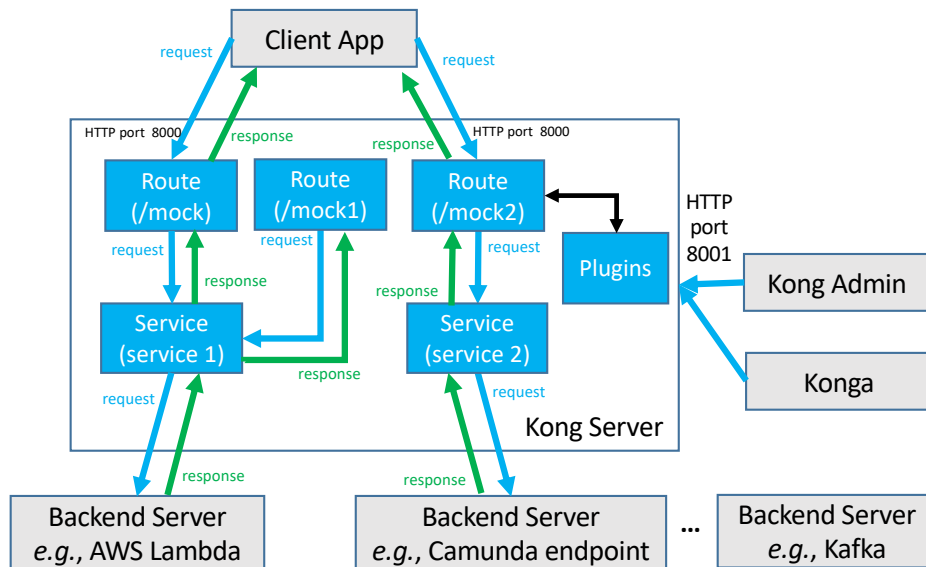 Client App
request
request
response
HTTP port 8000
HTTP port 8000
response
Route
(/mock)
Route
(/mock1)
Route
(/mock2)
HTTP
port
8001
request
request
request
response
response
Plugins
Kong Admin
Service
(service 1)
Service
(service 2)
response
Konga
request
request
Kong Server
response
response
Backend Server
e.g., AWS Lambda
Backend Server
e.g., Camunda endpoint
...
Backend Server
e.g., Kafka